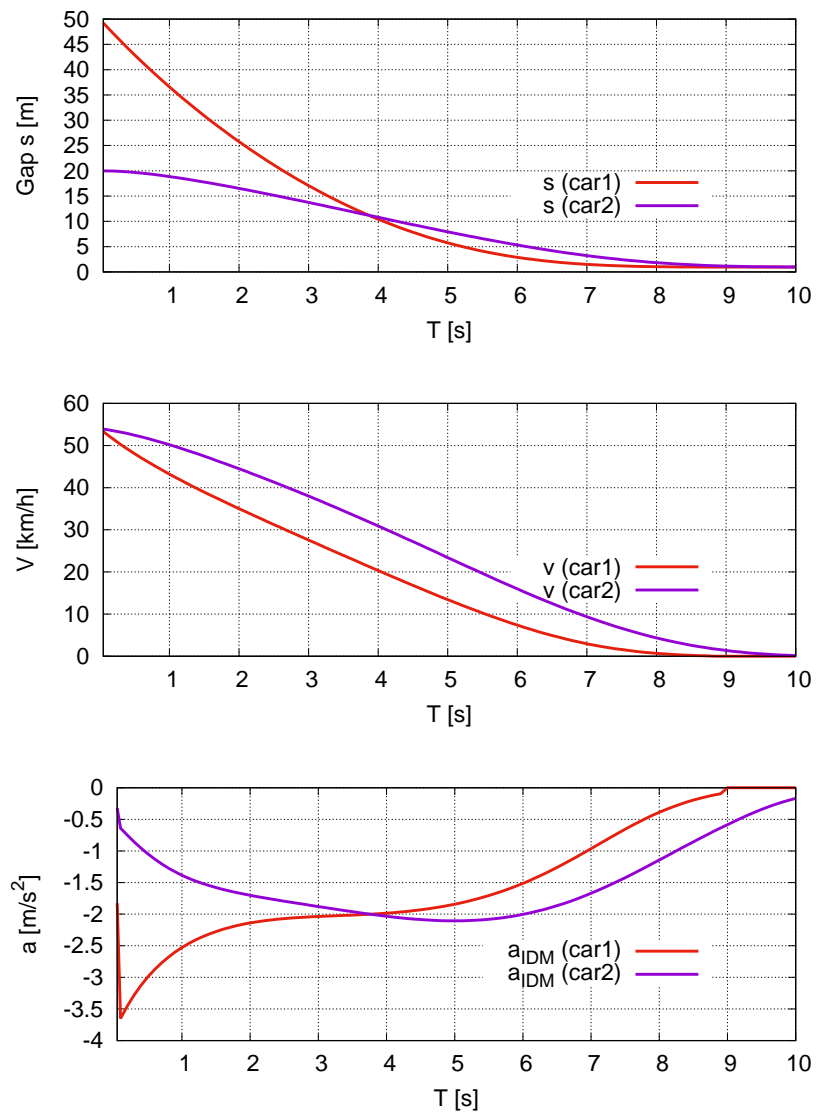 50
45
40
35
30
25
20
15
10
5
0
Gap s [m]
s (car1)
s (car2)
1 2 3 4 5 6 7 8 9 10
T [s]
60
50
40
30
20
10
0
V [km/h]
v (car1)
v (car2)
1 2 3 4 5 6 7 8 9 10
T [s]
0
-0.5
-1
-1.5
-2
-2.5
-3
-3.5
-4
a [m/s²]
a_IDM (car1)
a_IDM (car2)
1 2 3 4 5 6 7 8 9 10
T [s]